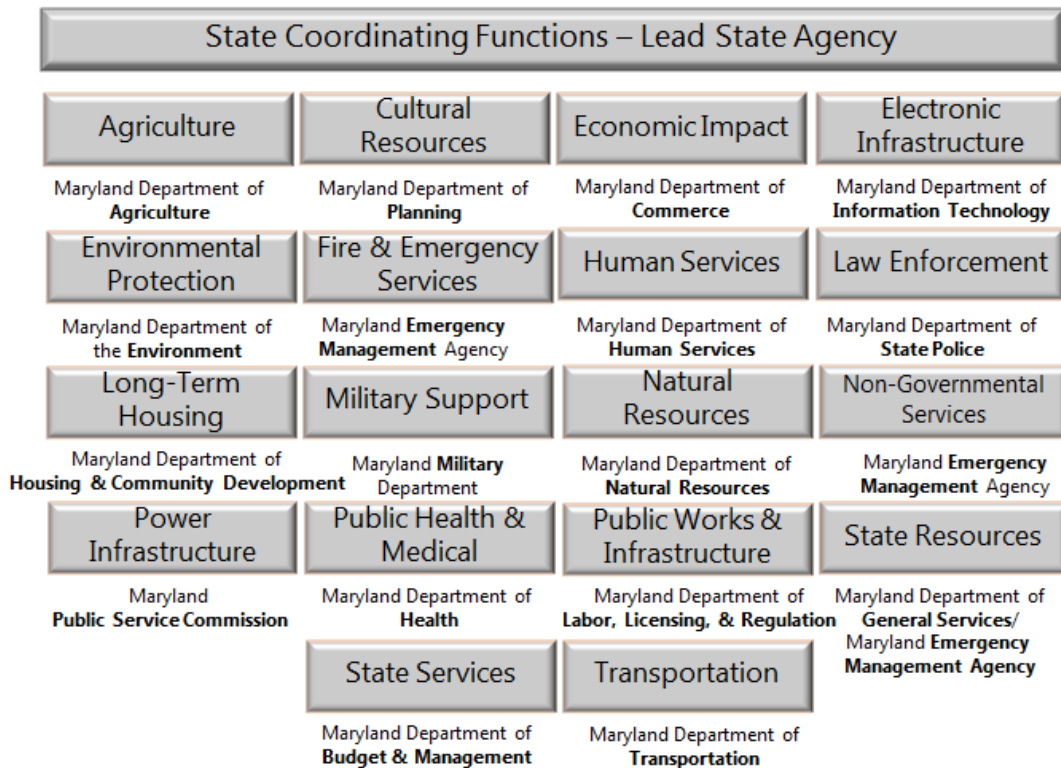 State Coordinating Functions – Lead State Agency
Agriculture
Maryland Department of
Agriculture
Cultural
Resources
Maryland Department of
Planning
Economic Impact
Maryland Department of
Commerce
Electronic
Infrastructure
Maryland Department of
Information Technology
Environmental
Protection
Maryland Department of
the Environment
Fire & Emergency
Services
Maryland Emergency
Management Agency
Human Services
Maryland Department of
Human Services
Law Enforcement
Maryland Department of
State Police
Long-Term
Housing
Maryland Department of
Housing & Community Development
Military Support
Maryland Military
Department
Natural
Resources
Maryland Department of
Natural Resources
Non-Governmental
Services
Maryland Emergency
Management Agency
Power
Infrastructure
Maryland
Public Service Commission
Public Health &
Medical
Maryland Department of
Health
Public Works &
Infrastructure
Maryland Department of
Labor, Licensing, & Regulation
State Resources
Maryland Department of
General Services/
Maryland Emergency
Management Agency
State Services
Maryland Department of
Budget & Management
Transportation
Maryland Department of
Transportation